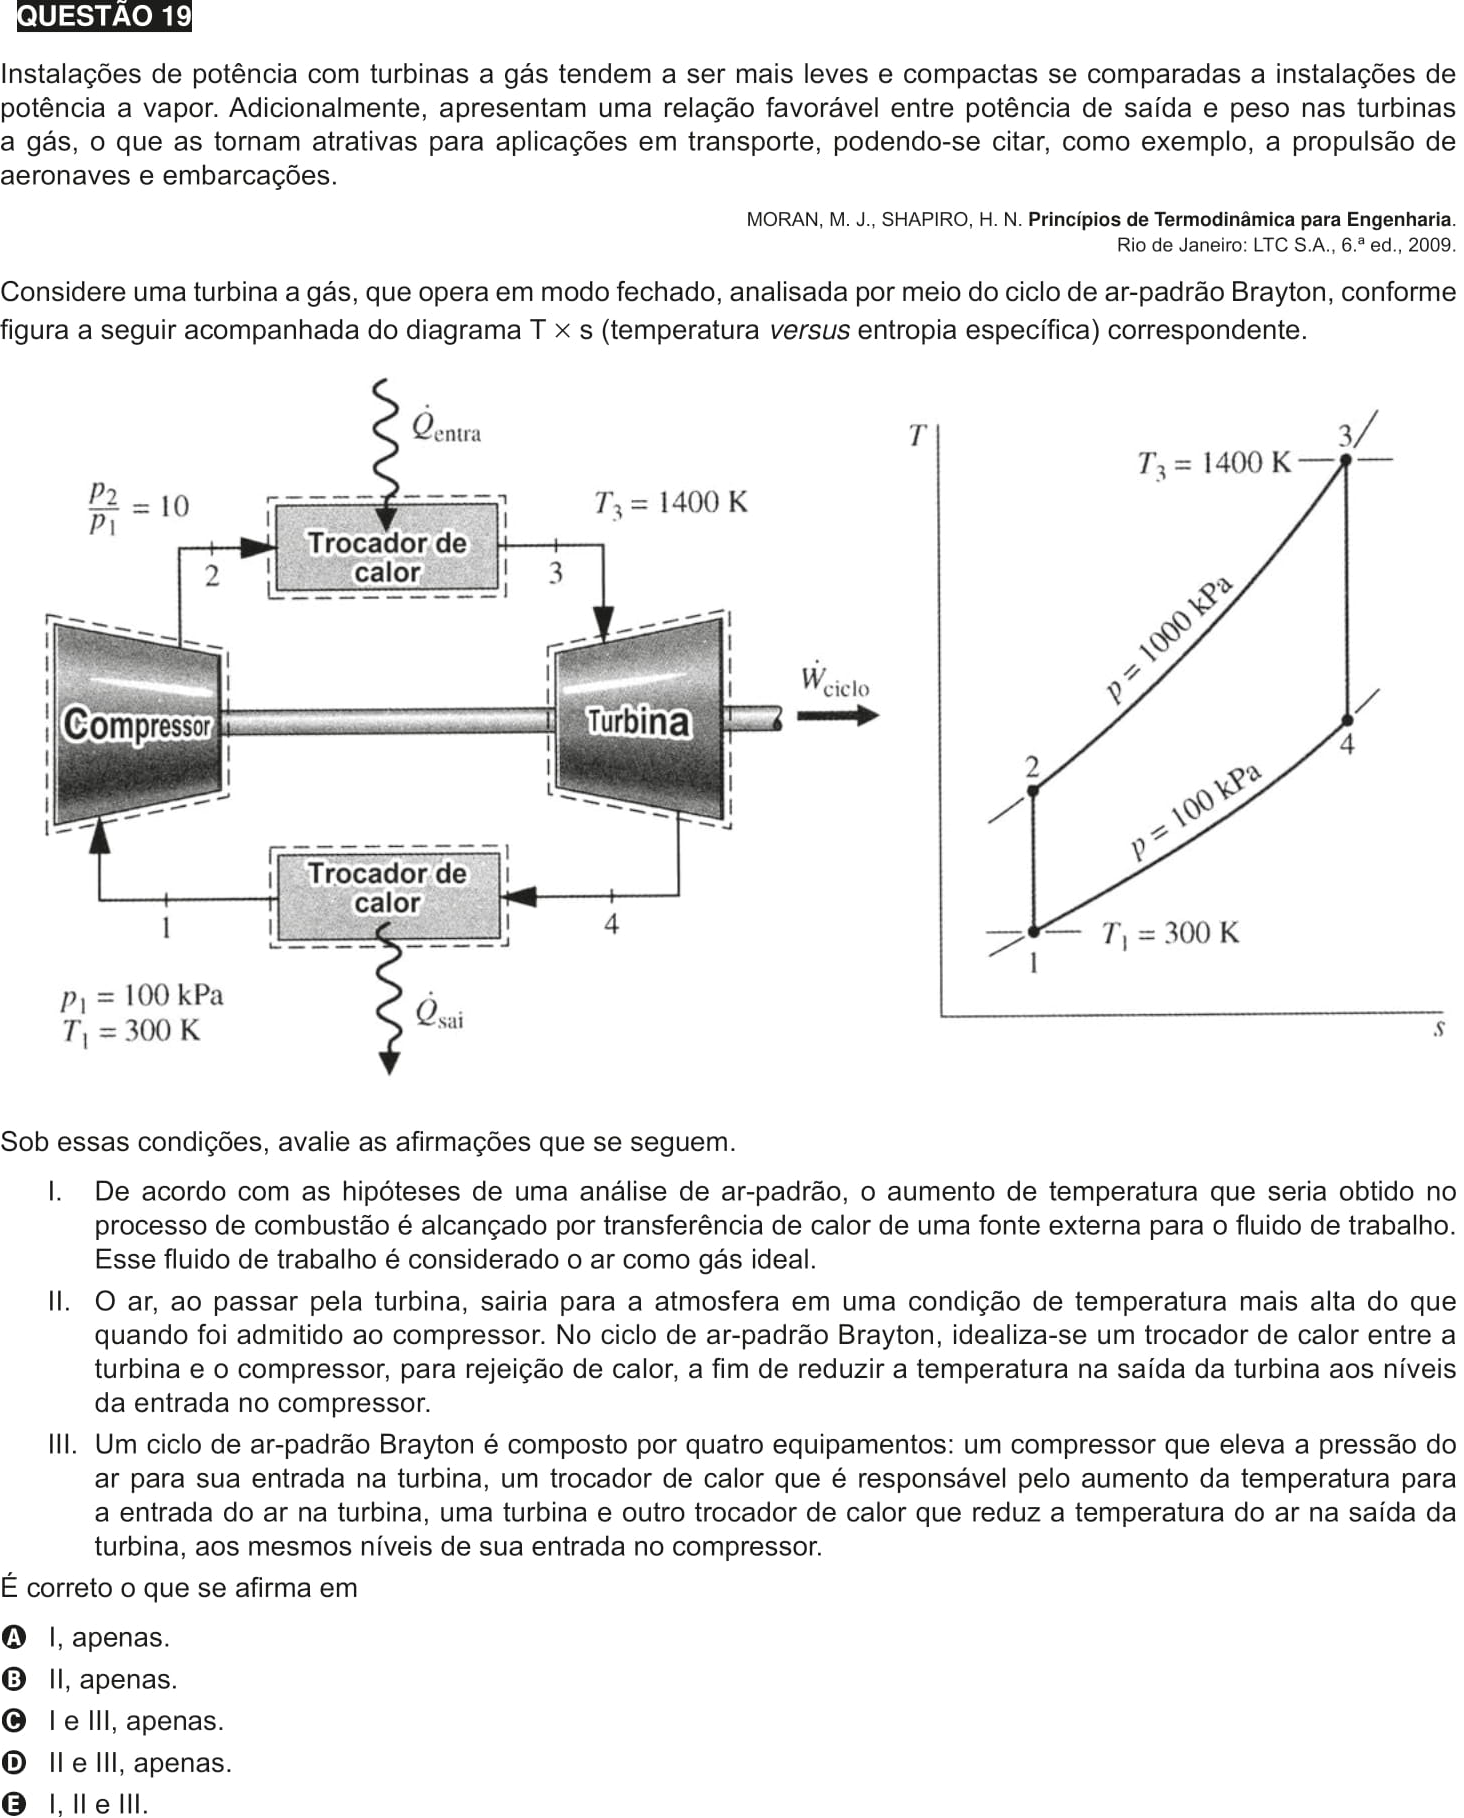 QUESTÃO 19
Instalações de potência com turbinas a gás tendem a ser mais leves e compactas se comparadas a instalações de
potência a vapor. Adicionalmente, apresentam uma relação favorável entre potência de saída e peso nas turbinas
a gás, o que as tornam atrativas para aplicações em transporte, podendo-se citar, como exemplo, a propulsão de
aeronaves e embarcações.
MORAN, M. J., SHAPIRO, H. N. Princípios de Termodinâmica para Engenharia.
Rio de Janeiro: LTC S.A., 6.ª ed., 2009.
Considere uma turbina a gás, que opera em modo fechado, analisada por meio do ciclo de ar-padrão Brayton, conforme
figura a seguir acompanhada do diagrama T × s (temperatura versus entropia específica) correspondente.
Q̇entra
p2/p1 = 10
T3 = 1400 K
Trocador de
calor
2
3
Compressor
Turbina
Ẇciclo
Trocador de
calor
1
4
p1 = 100 kPa
T1 = 300 K
Q̇sai
T
3
T3 = 1400 K
p = 1000 kPa
2
4
p = 100 kPa
T1 = 300 K
1
s
Sob essas condições, avalie as afirmações que se seguem.
I. De acordo com as hipóteses de uma análise de ar-padrão, o aumento de temperatura que seria obtido no
processo de combustão é alcançado por transferência de calor de uma fonte externa para o fluido de trabalho.
Esse fluido de trabalho é considerado o ar como gás ideal.
II. O ar, ao passar pela turbina, sairia para a atmosfera em uma condição de temperatura mais alta do que
quando foi admitido ao compressor. No ciclo de ar-padrão Brayton, idealiza-se um trocador de calor entre a
turbina e o compressor, para rejeição de calor, a fim de reduzir a temperatura na saída da turbina aos níveis
da entrada no compressor.
III. Um ciclo de ar-padrão Brayton é composto por quatro equipamentos: um compressor que eleva a pressão do
ar para sua entrada na turbina, um trocador de calor que é responsável pelo aumento da temperatura para
a entrada do ar na turbina, uma turbina e outro trocador de calor que reduz a temperatura do ar na saída da
turbina, aos mesmos níveis de sua entrada no compressor.
É correto o que se afirma em
A I, apenas.
B II, apenas.
C I e III, apenas.
D II e III, apenas.
E I, II e III.